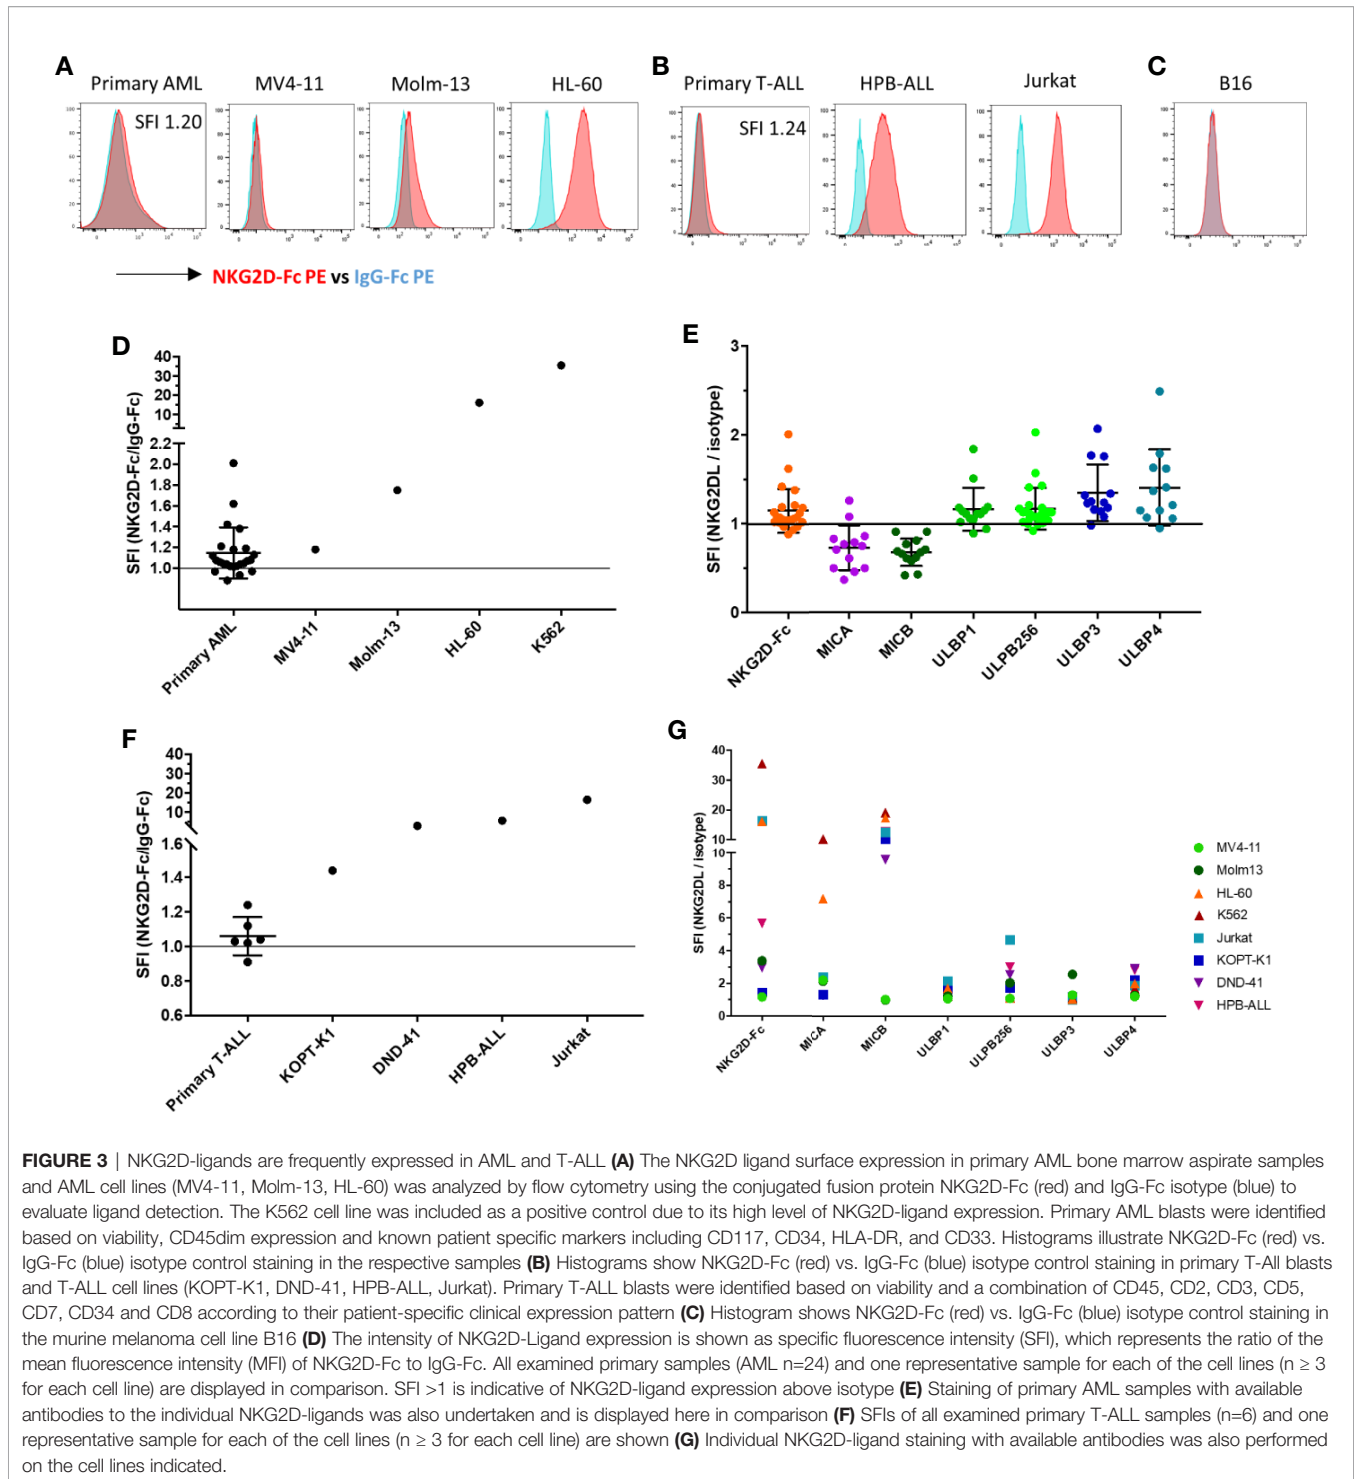 A
B
C
Primary AML
MV4-11
Molm-13
HL-60
Primary T-ALL
HPB-ALL
Jurkat
B16
SFI 1.20
SFI 1.24
NKG2D-Fc PE vs IgG-Fc PE
D
SFI (NKG2D-Fc/IgG-Fc)
40
30
20
10
2.2
2.0
1.8
1.6
1.4
1.2
1.0
Primary AML
MV4-11
Molm-13
HL-60
K562
E
SFI (NKG2DL / isotype)
3
2
1
0
NKG2D-Fc
MICA
MICB
ULBP1
ULPB256
ULBP3
ULBP4
F
SFI (NKG2D-Fc/IgG-Fc)
40
30
20
10
1.6
1.4
1.2
1.0
0.8
0.6
Primary T-ALL
KOPT-K1
DND-41
HPB-ALL
Jurkat
G
SFI (NKG2DL / isotype)
40
30
20
10
10
8
6
4
2
0
NKG2D-Fc
MICA
MICB
ULBP1
ULPB256
ULBP3
ULBP4
MV4-11
Molm13
HL-60
K562
Jurkat
KOPT-K1
DND-41
HPB-ALL
FIGURE 3 | NKG2D-ligands are frequently expressed in AML and T-ALL (A) The NKG2D ligand surface expression in primary AML bone marrow aspirate samples
and AML cell lines (MV4-11, Molm-13, HL-60) was analyzed by flow cytometry using the conjugated fusion protein NKG2D-Fc (red) and IgG-Fc isotype (blue) to
evaluate ligand detection. The K562 cell line was included as a positive control due to its high level of NKG2D-ligand expression. Primary AML blasts were identified
based on viability, CD45dim expression and known patient specific markers including CD117, CD34, HLA-DR, and CD33. Histograms illustrate NKG2D-Fc (red) vs.
IgG-Fc (blue) isotype control staining in the respective samples (B) Histograms show NKG2D-Fc (red) vs. IgG-Fc (blue) isotype control staining in primary T-All blasts
and T-ALL cell lines (KOPT-K1, DND-41, HPB-ALL, Jurkat). Primary T-ALL blasts were identified based on viability and a combination of CD45, CD2, CD3, CD5,
CD7, CD34 and CD8 according to their patient-specific clinical expression pattern (C) Histogram shows NKG2D-Fc (red) vs. IgG-Fc (blue) isotype control staining in
the murine melanoma cell line B16 (D) The intensity of NKG2D-Ligand expression is shown as specific fluorescence intensity (SFI), which represents the ratio of the
mean fluorescence intensity (MFI) of NKG2D-Fc to IgG-Fc. All examined primary samples (AML n=24) and one representative sample for each of the cell lines (n ≥ 3
for each cell line) are displayed in comparison. SFI >1 is indicative of NKG2D-ligand expression above isotype (E) Staining of primary AML samples with available
antibodies to the individual NKG2D-ligands was also undertaken and is displayed here in comparison (F) SFIs of all examined primary T-ALL samples (n=6) and one
representative sample for each of the cell lines (n ≥ 3 for each cell line) are shown (G) Individual NKG2D-ligand staining with available antibodies was also performed
on the cell lines indicated.